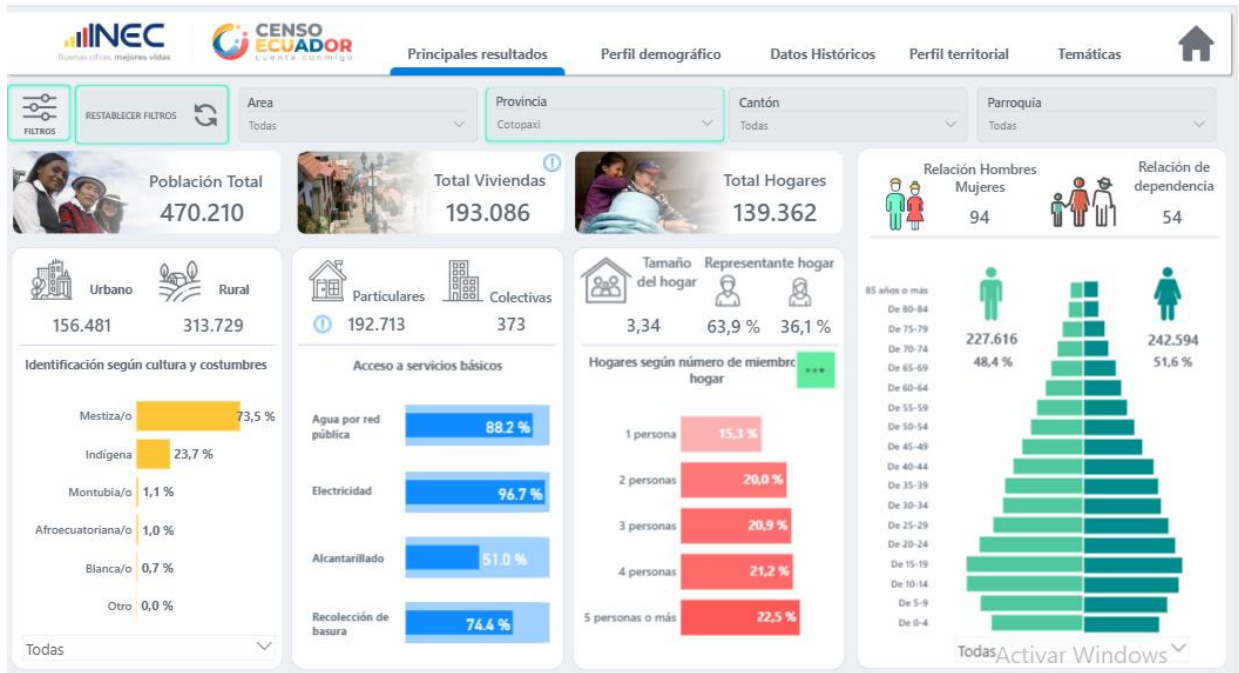 INEC
Buenas cifras, mejores vidas
CENSO
ECUADOR
cuenta conmigo
Principales resultados
Perfil demográfico
Datos Históricos
Perfil territorial
Temáticas
FILTROS
RESTABLECER FILTROS
Area
Todas
Provincia
Cotopaxi
Cantón
Todas
Parroquia
Todas
Población Total
470.210
Total Viviendas
193.086
Total Hogares
139.362
Relación Hombres
Mujeres
94
Relación de
dependencia
54
Urbano
156.481
Rural
313.729
Identificación según cultura y costumbres
Mestiza/o 73,5 %
Indígena 23,7 %
Montubia/o 1,1 %
Afroecuatoriana/o 1,0 %
Blanca/o 0,7 %
Otro 0,0 %
Todas
Particulares
192.713
Colectivas
373
Acceso a servicios básicos
Agua por red
pública
88.2 %
Electricidad 96.7 %
Alcantarillado 51.0 %
Recolección de
basura
74.4 %
Tamaño
del hogar
3,34
Representante hogar
63,9 % 36,1 %
Hogares según número de miembro
hogar
1 persona 15,3 %
2 personas 20,0 %
3 personas 20,9 %
4 personas 21,2 %
5 personas o más 22,5 %
227.616
48,4 %
242.594
51,6 %
85 años o más
De 80-84
De 75-79
De 70-74
De 65-69
De 60-64
De 55-59
De 50-54
De 45-49
De 40-44
De 35-39
De 30-34
De 25-29
De 20-24
De 15-19
De 10-14
De 5-9
De 0-4
Todas
Activar Windows